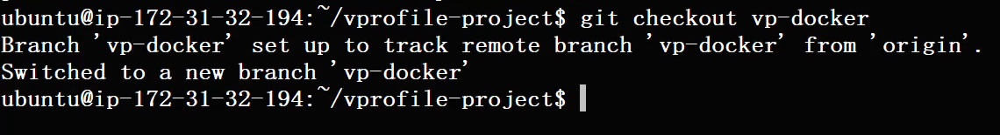 ubuntu@ip-172-31-32-194:~/vprofile-project$ git checkout vp-docker
Branch 'vp-docker' set up to track remote branch 'vp-docker' from 'origin'.
Switched to a new branch 'vp-docker'
ubuntu@ip-172-31-32-194:~/vprofile-project$